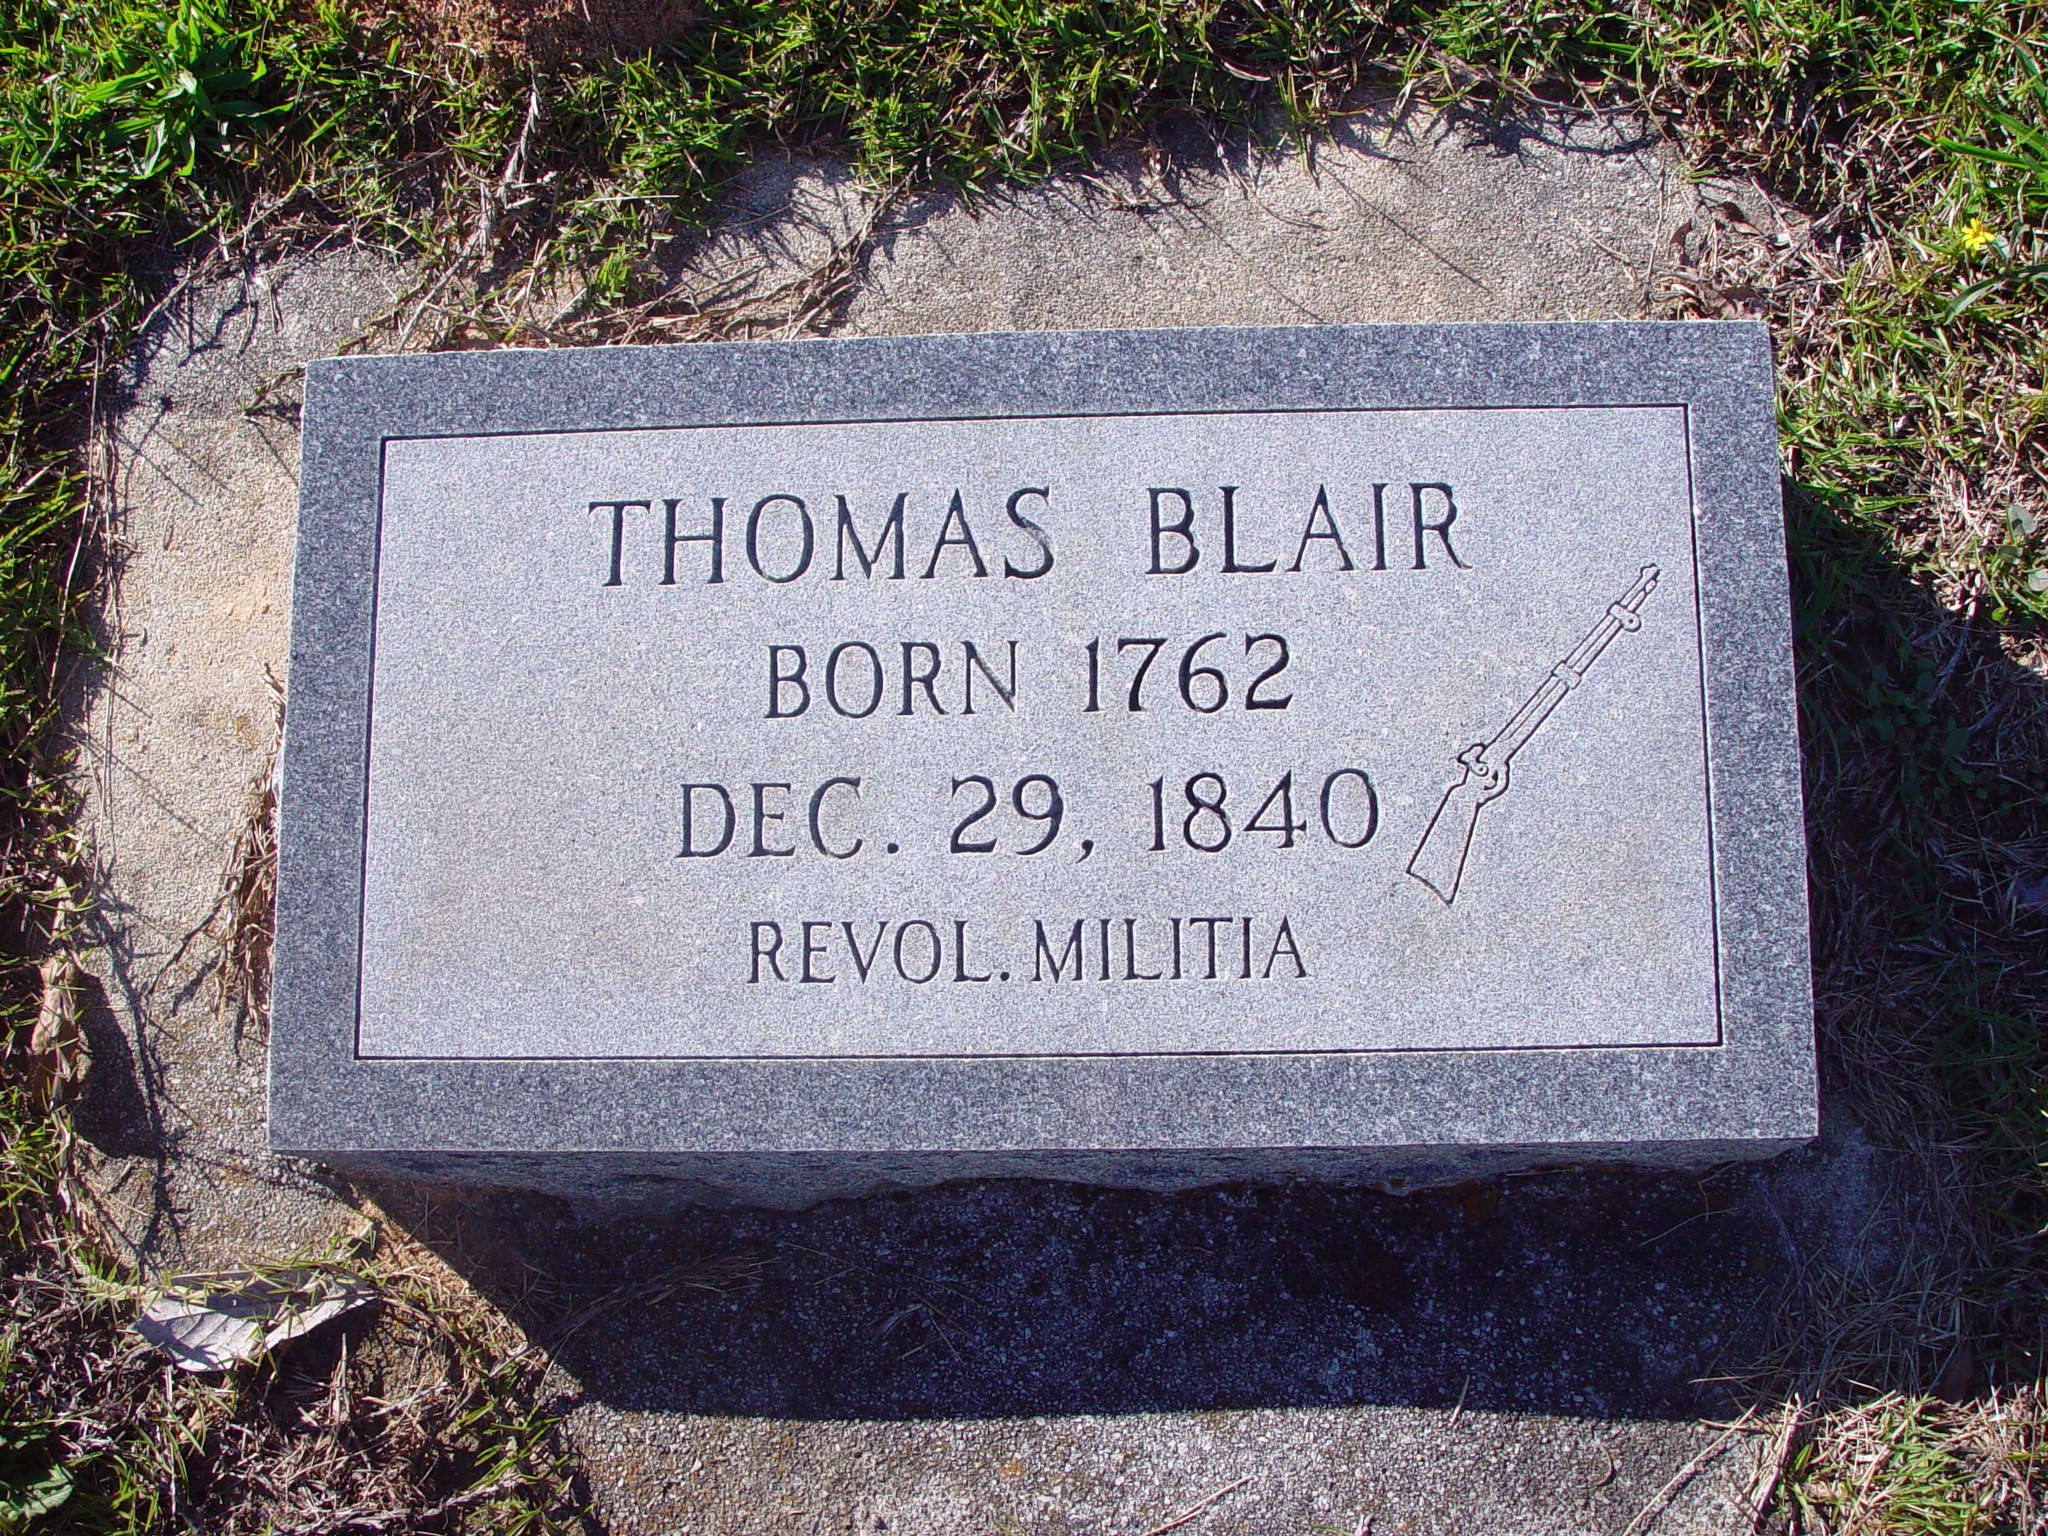 THOMAS BLAIR
BORN 1762
DEC. 29, 1840
REVOL. MILITIA